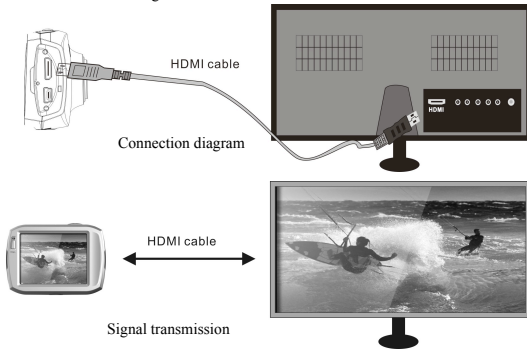 HDMI cable
HDMI
Connection diagram
HDMI cable
Signal transmission